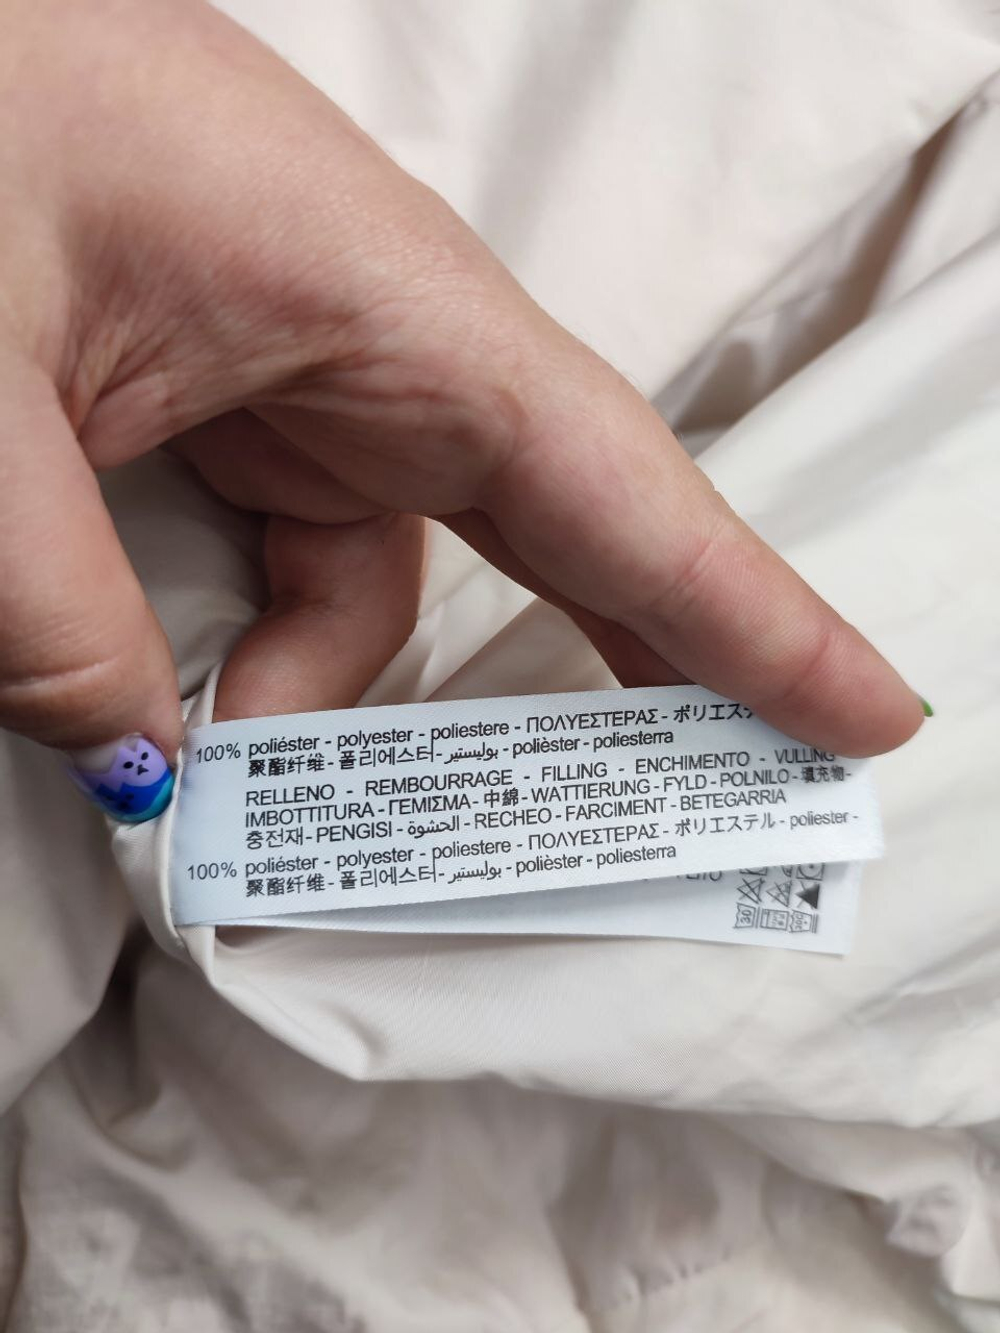 100% poliéster - polyester - poliestere - ΠΟΛΥΕΣΤΕΡΑΣ - ポリエステ
聚酯纤维 - 폴리에스터 - بوليستير - polièster - poliesterra
RELLENO - REMBOURRAGE - FILLING - ENCHIMENTO - VULLING
IMBOTTITURA - ΓΕΜΙΣΜΑ - 中綿 - WATTIERUNG - FYLD - POLNILO - 填充物 -
충전재 - PENGISI - الحشوة - RECHEO - FARCIMENT - BETEGARRIA
100% poliéster - polyester - poliestere - ΠΟΛΥΕΣΤΕΡΑΣ - ポリエステル - poliester -
聚酯纤维 - 폴리에스터 - بوليستير - polièster - poliesterra
30